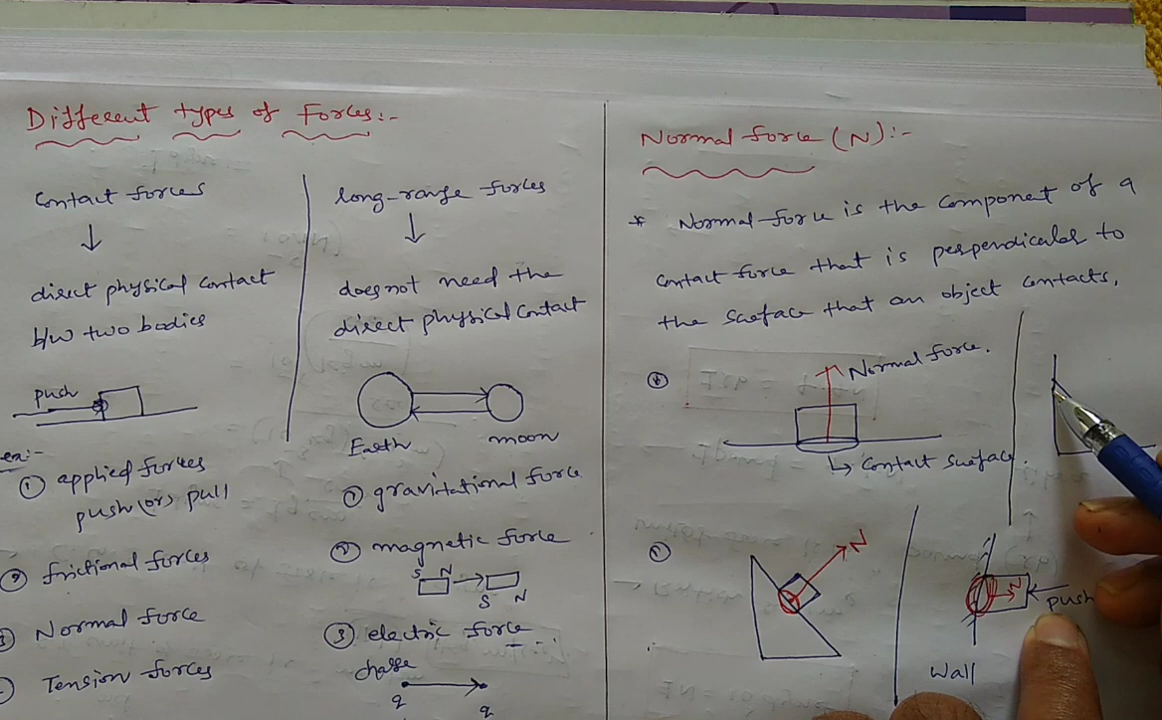 Different types of Forces:-
Contact forces
direct physical contact
b/w two bodies
push
ex:-
① applied forces
push (or) pull
② frictional forces
③ Normal force
Tension forces
long-range forces
does not need the
direct physical contact
Earth
moon
① gravitational force
② magnetic force
S N
S N
③ electric force
charge
q q
Normal force (N):-
* Normal force is the component of a
contact force that is perpendicular to
the surface that an object contacts.
Normal force.
Contact surface.
N
N
push
Wall